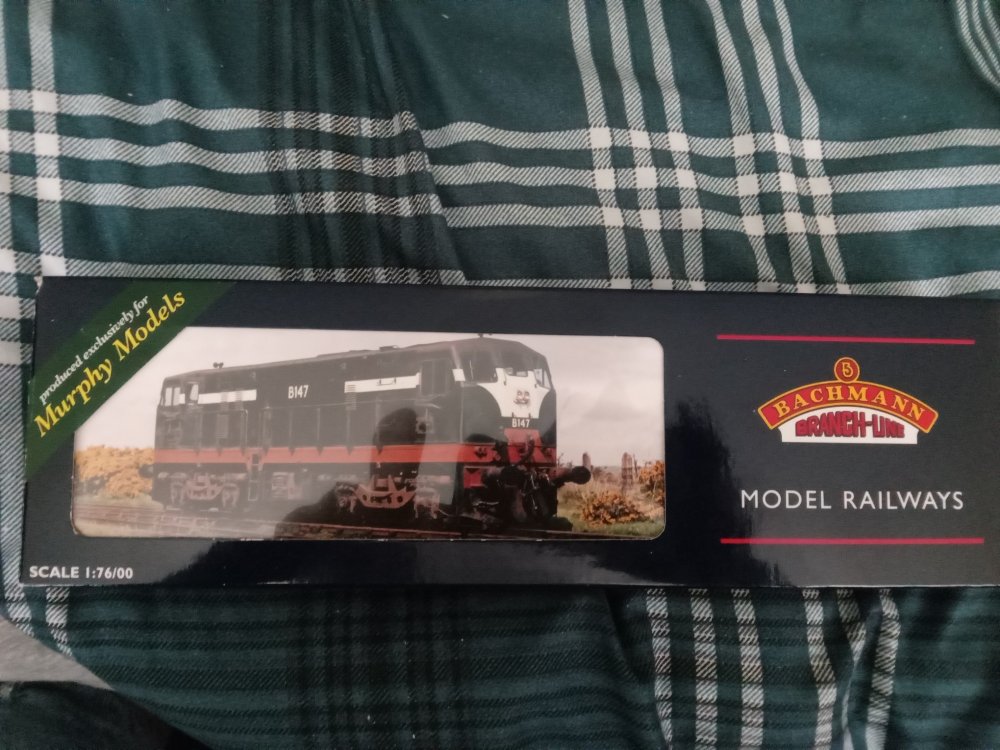 produced exclusively for
Murphy Models
B147
B147
B
BACHMANN
BRANCH-LINE
MODEL RAILWAYS
SCALE 1:76/00